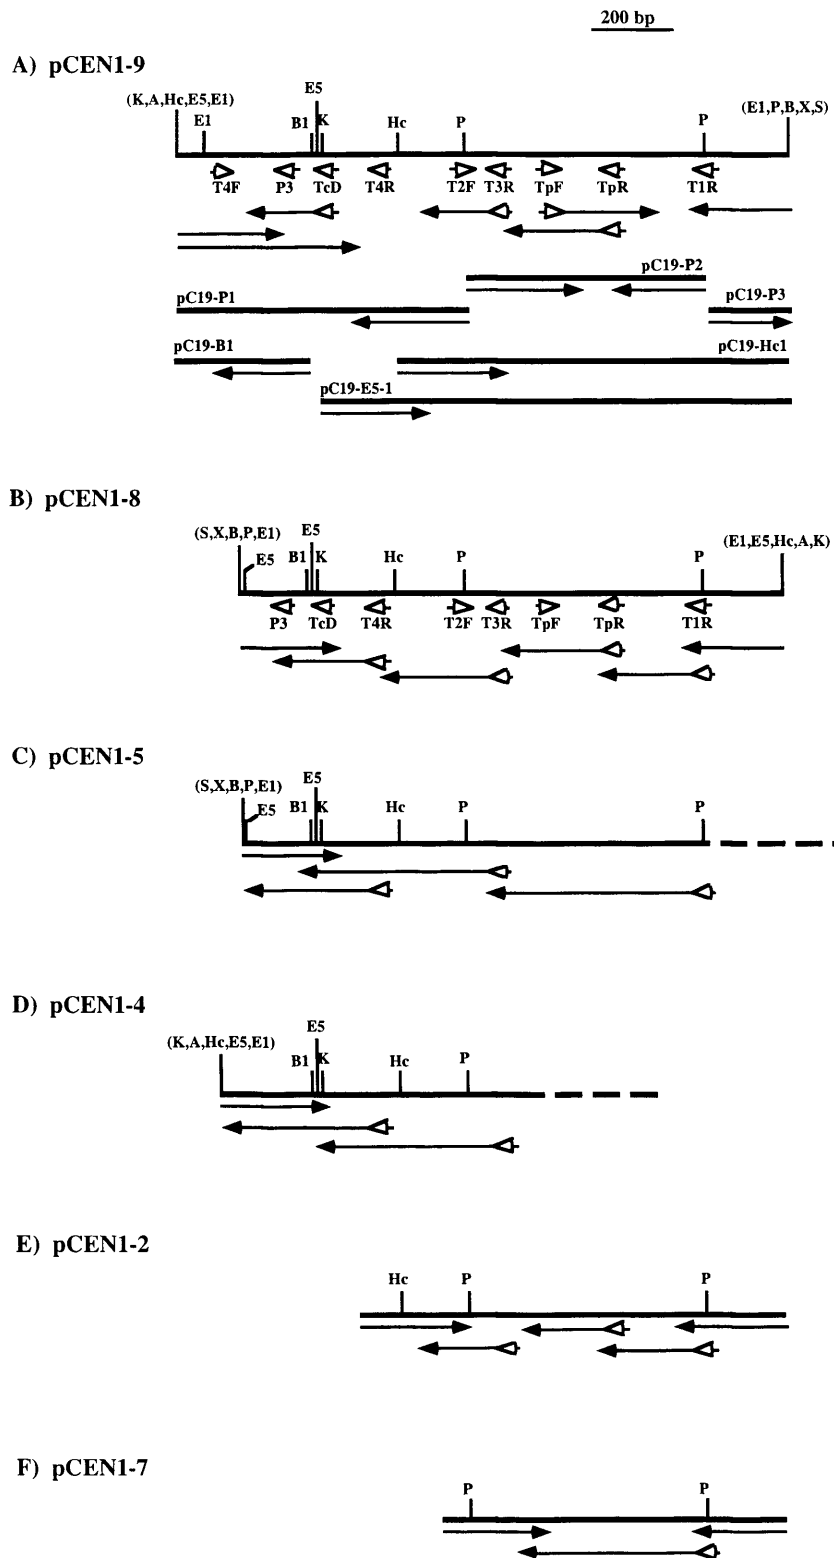 200 bp
A) pCEN1-9
(K,A,Hc,E5,E1)
E1
B1
E5
K
Hc
P
P
(E1,P,B,X,S)
T4F
P3
TcD
T4R
T2F
T3R
TpF
TpR
T1R
pC19-P2
pC19-P1
pC19-P3
pC19-B1
pC19-Hc1
pC19-E5-1
B) pCEN1-8
(S,X,B,P,E1)
E5
B1
E5
K
Hc
P
P
(E1,E5,Hc,A,K)
P3
TcD
T4R
T2F
T3R
TpF
TpR
T1R
C) pCEN1-5
(S,X,B,P,E1)
E5
B1
E5
K
Hc
P
P
D) pCEN1-4
(K,A,Hc,E5,E1)
B1
E5
K
Hc
P
E) pCEN1-2
Hc
P
P
F) pCEN1-7
P
P